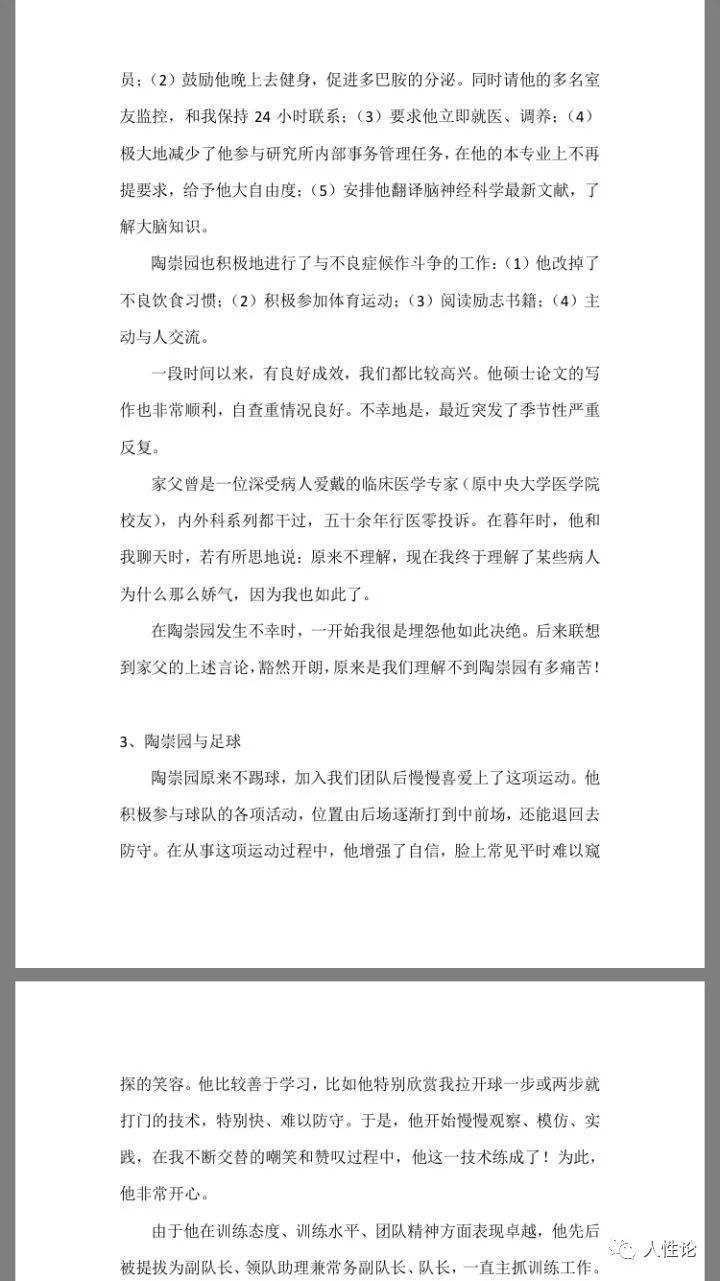 员；（2）鼓励他晚上去健身，促进多巴胺的分泌。同时请他的多名室
友监控，和我保持 24 小时联系；（3）要求他立即就医、调养；（4）
极大地减少了他参与研究所内部事务管理任务，在他的本专业上不再
提要求，给予他大自由度；（5）安排他翻译脑神经科学最新文献，了
解大脑知识。
陶崇园也积极地进行了与不良症候作斗争的工作：（1）他改掉了
不良饮食习惯；（2）积极参加体育运动；（3）阅读励志书籍；（4）主
动与人交流。
一段时间以来，有良好成效，我们都比较高兴。他硕士论文的写
作也非常顺利，自查重情况良好。不幸地是，最近突发了季节性严重
反复。
家父曾是一位深受病人爱戴的临床医学专家（原中央大学医学院
校友），内外科系列都干过，五十余年行医零投诉。在暮年时，他和
我聊天时，若有所思地说：原来不理解，现在我终于理解了某些病人
为什么那么娇气，因为我也如此了。
在陶崇园发生不幸时，一开始我很是埋怨他如此决绝。后来联想
到家父的上述言论，豁然开朗，原来是我们理解不到陶崇园有多痛苦！
3、陶崇园与足球
陶崇园原来不踢球，加入我们团队后慢慢喜爱上了这项运动。他
积极参与球队的各项活动，位置由后场逐渐打到中前场，还能退回去
防守。在从事这项运动过程中，他增强了自信，脸上常见平时难以窥
探的笑容。他比较善于学习，比如他特别欣赏我拉开球一步或两步就
打门的技术，特别快、难以防守。于是，他开始慢慢观察、模仿、实
践，在我不断交替的嘲笑和赞叹过程中，他这一技术练成了！为此，
他非常开心。
由于他在训练态度、训练水平、团队精神方面表现卓越，他先后
被提拔为副队长、领队助理兼常务副队长、队长，一直主抓训练工作。
人性论